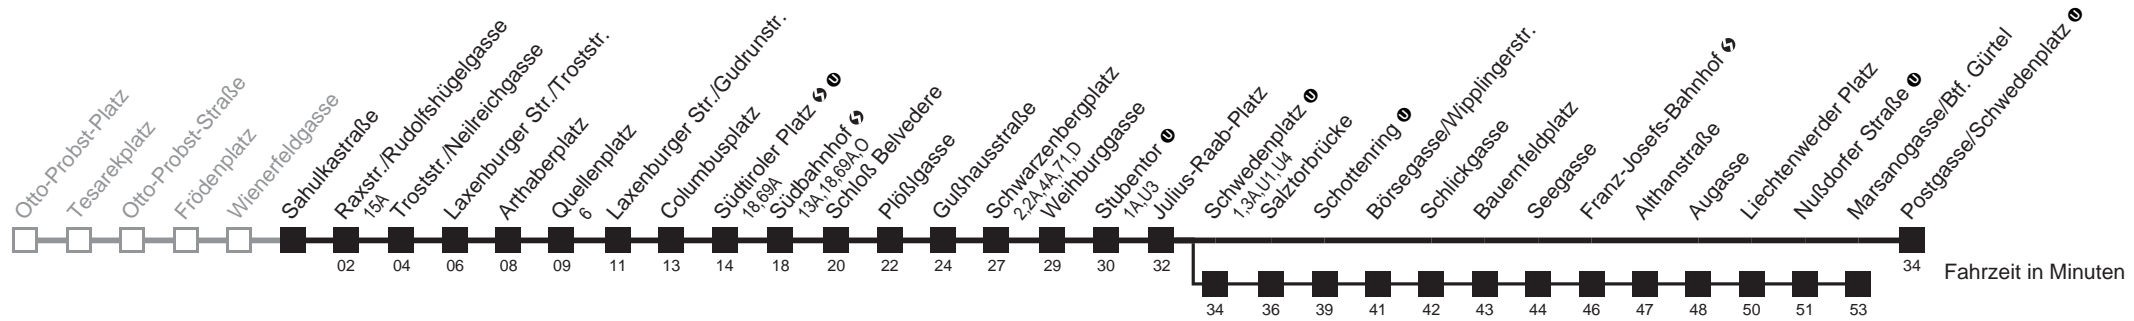 Otto-Probst-Platz
Tesarekplatz
Otto-Probst-Straße
Frödenplatz
Wienerfeldgasse
Sahulkastraße
Raxstr./Rudolfshügelgasse
15A
Troststr./Neilreichgasse
Laxenburger Str./Troststr.
Arthaberplatz
Quellenplatz
6
Laxenburger Str./Gudrunstr.
Columbusplatz
Südtiroler Platz S U
18,69A
Südbahnhof S
13A,18,69A,O
Schloß Belvedere
Plößlgasse
Gußhausstraße
Schwarzenbergplatz
2,2A,4A,71,D
Weihburggasse
Stubentor U
1A,U3
Julius-Raab-Platz
Schwedenplatz U
1,3A,U1,U4
Salztorbrücke
Schottenring U
Börsegasse/Wipplingerstr.
Schlickgasse
Bauernfeldplatz
Seegasse
Franz-Josefs-Bahnhof S
Althanstraße
Augasse
Liechtenwerder Platz
Nußdorfer Straße U
Marsanogasse/Btf. Gürtel
Postgasse/Schwedenplatz U
02 04 06 08 09 11 13 14 18 20 22 24 27 29 30 32 34
Fahrzeit in Minuten
34 36 39 41 42 43 44 46 47 48 50 51 53